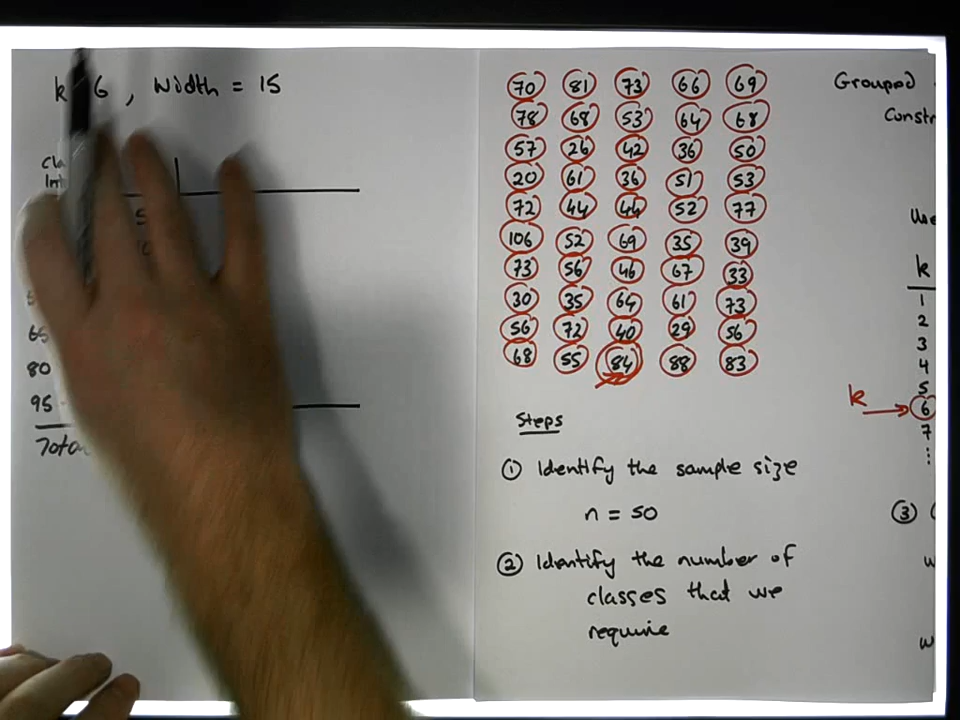 k 6 , Width = 15
65
80
95
70 81 73 66 69
78 68 53 64 68
57 26 42 36 50
20 61 36 51 53
72 44 44 52 77
106 52 69 35 39
73 56 46 67 33
30 35 64 61 73
56 72 40 29 56
68 55 84 88 83
Steps
① Identify the sample size
n = 50
② Identify the number of
classes that we
require
Grouped
k
1
2
3
4
5
k → 6
7
⋮
③